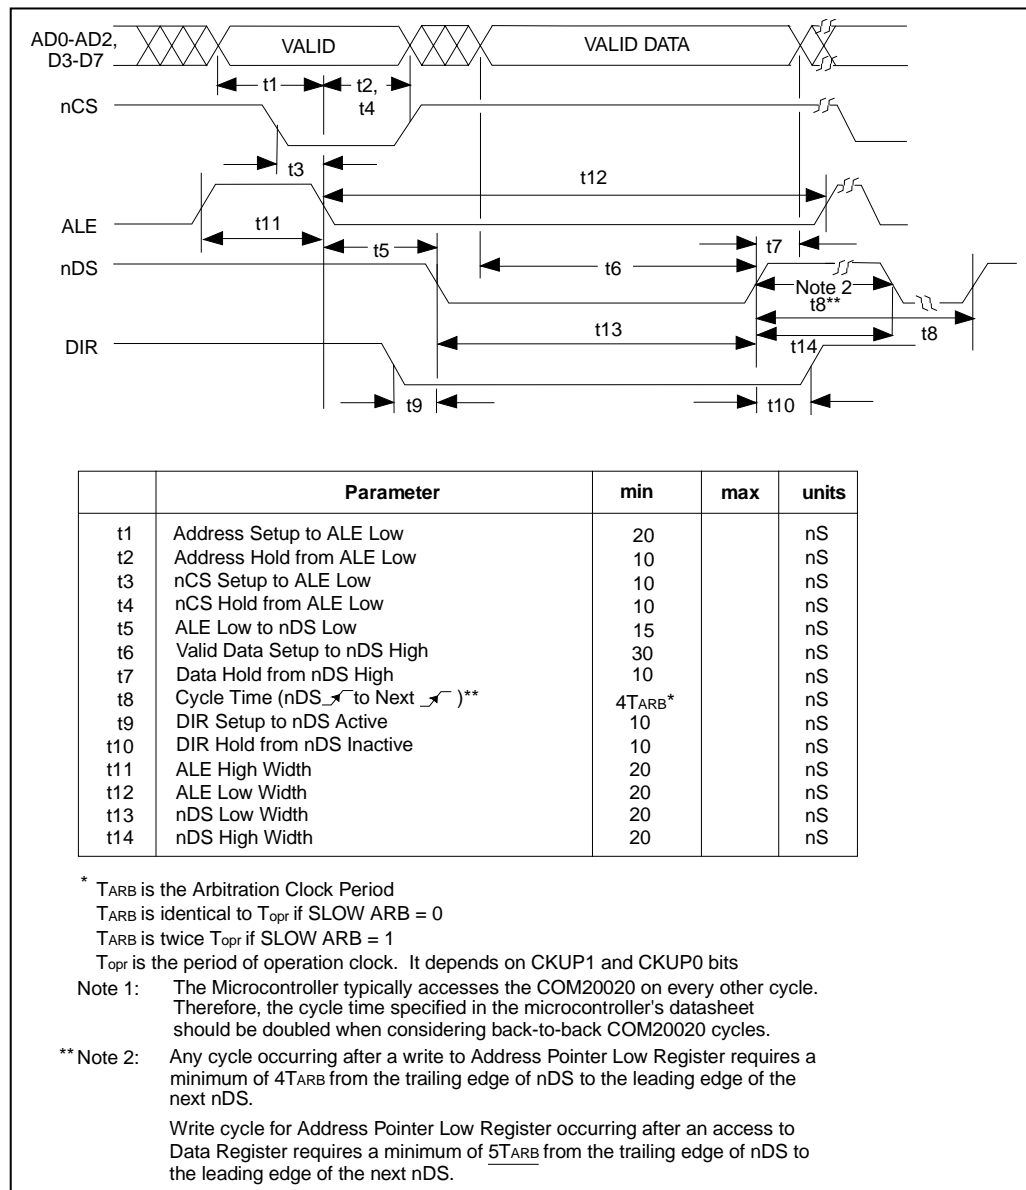 AD0-AD2,
D3-D7
VALID
VALID DATA
t1
t2,
t4
nCS
t3
t12
ALE
t11
t5
t7
nDS
t6
Note 2
t8**
t8
t13
t14
DIR
t9
t10
Parameter min max units
t1 Address Setup to ALE Low 20 nS
t2 Address Hold from ALE Low 10 nS
t3 nCS Setup to ALE Low 10 nS
t4 nCS Hold from ALE Low 10 nS
t5 ALE Low to nDS Low 15 nS
t6 Valid Data Setup to nDS High 30 nS
t7 Data Hold from nDS High 10 nS
t8 Cycle Time (nDS to Next )** 4TARB* nS
t9 DIR Setup to nDS Active 10 nS
t10 DIR Hold from nDS Inactive 10 nS
t11 ALE High Width 20 nS
t12 ALE Low Width 20 nS
t13 nDS Low Width 20 nS
t14 nDS High Width 20 nS
* TARB is the Arbitration Clock Period
TARB is identical to Topr if SLOW ARB = 0
TARB is twice Topr if SLOW ARB = 1
Topr is the period of operation clock. It depends on CKUP1 and CKUP0 bits
Note 1: The Microcontroller typically accesses the COM20020 on every other cycle.
Therefore, the cycle time specified in the microcontroller's datasheet
should be doubled when considering back-to-back COM20020 cycles.
**Note 2: Any cycle occurring after a write to Address Pointer Low Register requires a
minimum of 4TARB from the trailing edge of nDS to the leading edge of the
next nDS.
Write cycle for Address Pointer Low Register occurring after an access to
Data Register requires a minimum of 5TARB from the trailing edge of nDS to
the leading edge of the next nDS.